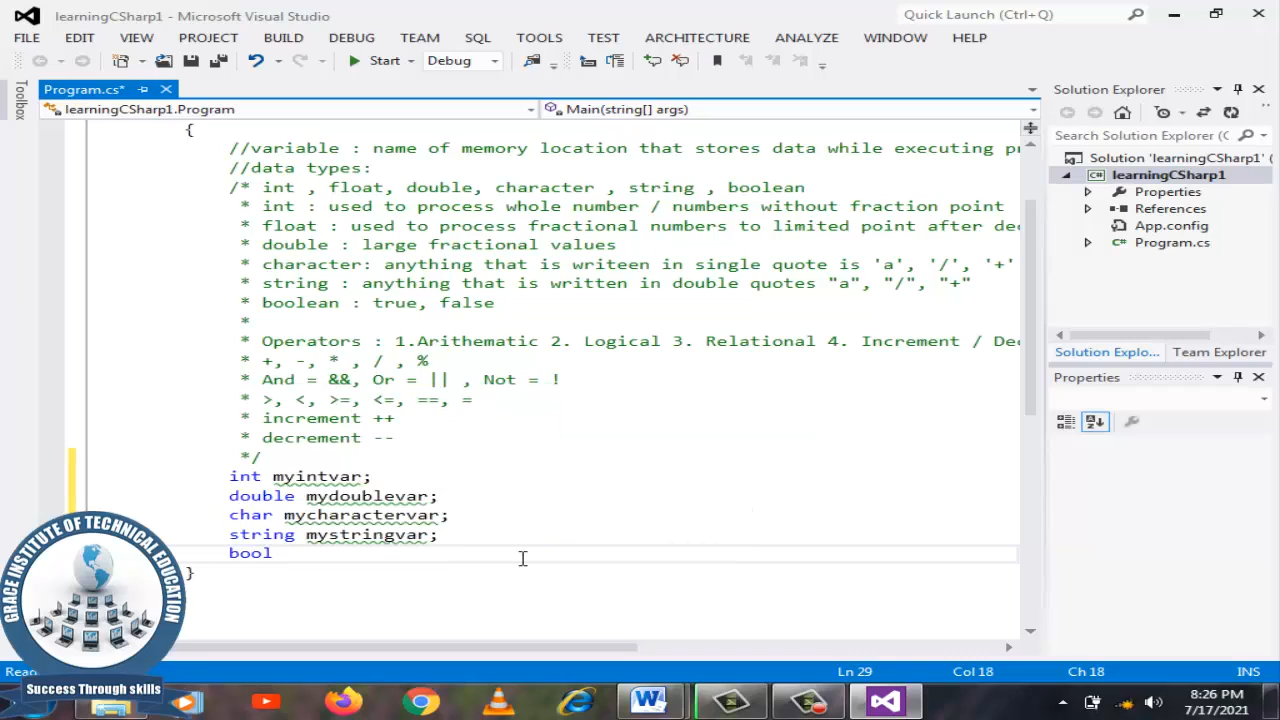 learningCSharp1 - Microsoft Visual Studio
Quick Launch (Ctrl+Q)
FILE EDIT VIEW PROJECT BUILD DEBUG TEAM SQL TOOLS TEST ARCHITECTURE ANALYZE WINDOW HELP
Start Debug
Toolbox
Program.cs*
learningCSharp1.Program
Main(string[] args)
{
//variable : name of memory location that stores data while executing
//data types:
/* int , float, double, character , string , boolean
* int : used to process whole number / numbers without fraction point
* float : used to process fractional numbers to limited point after
* double : large fractional values
* character: anything that is writeen in single quote is 'a', '/', '+'
* string : anything that is written in double quotes "a", "/", "+"
* boolean : true, false
*
* Operators : 1.Arithematic 2. Logical 3. Relational 4. Increment /
* +, -, * , / , %
* And = &&, Or = || , Not = !
* >, <, >=, <=, ==, =
* increment ++
* decrement --
*/
int myintvar;
double mydoublevar;
char mycharactervar;
string mystringvar;
bool
}
Solution Explorer
Search Solution Explorer (C
Solution 'learningCSharp1' (
learningCSharp1
Properties
References
App.config
Program.cs
Solution Explo... Team Explorer
Properties
Ln 29 Col 18 Ch 18 INS
GRACE INSTITUTE OF TECHNICAL EDUCATION
Success Through skills
8:26 PM
7/17/2021